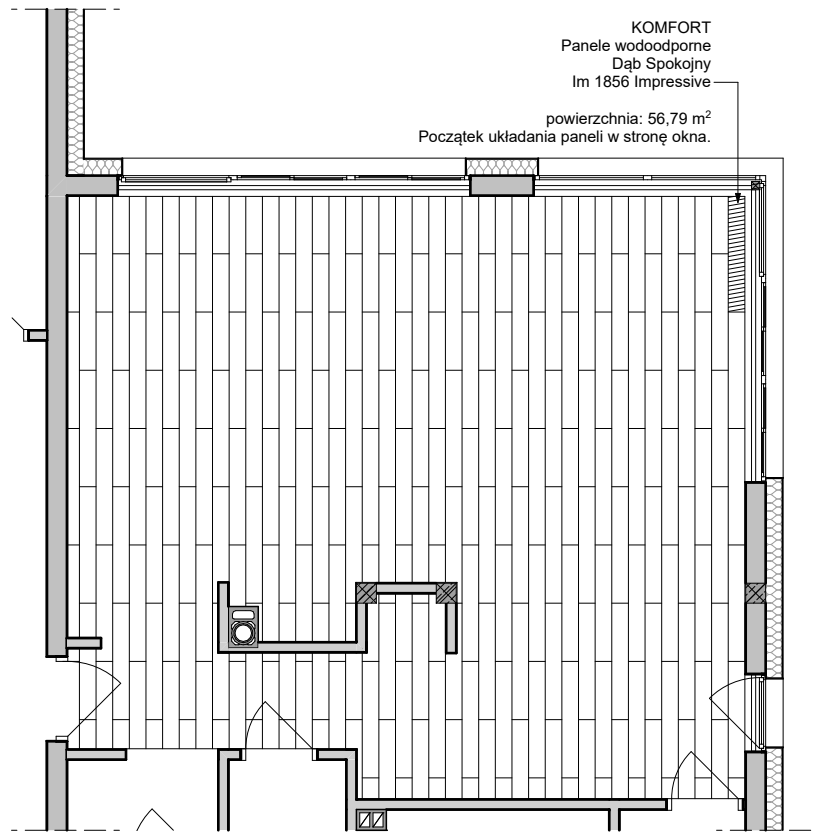 KOMFORT
Panele wodoodporne
Dąb Spokojny
Im 1856 Impressive
powierzchnia: 56,79 m²
Początek układania paneli w stronę okna.